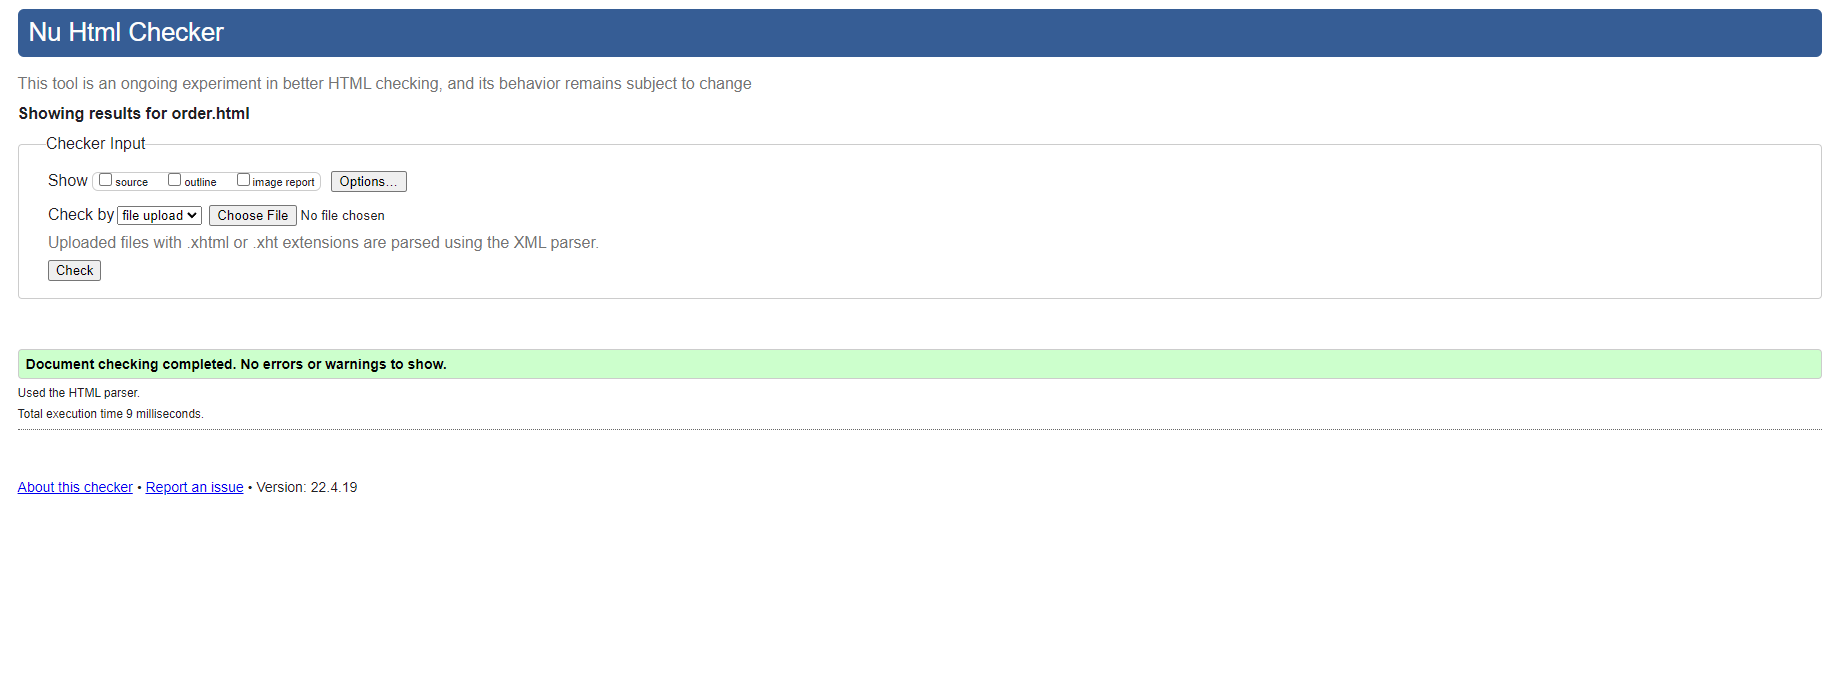 Nu Html Checker
This tool is an ongoing experiment in better HTML checking, and its behavior remains subject to change
Showing results for order.html
Checker Input
Show source outline image report Options...
Check by file upload Choose File No file chosen
Uploaded files with .xhtml or .xht extensions are parsed using the XML parser.
Check
Document checking completed. No errors or warnings to show.
Used the HTML parser.
Total execution time 9 milliseconds.
About this checker • Report an issue • Version: 22.4.19